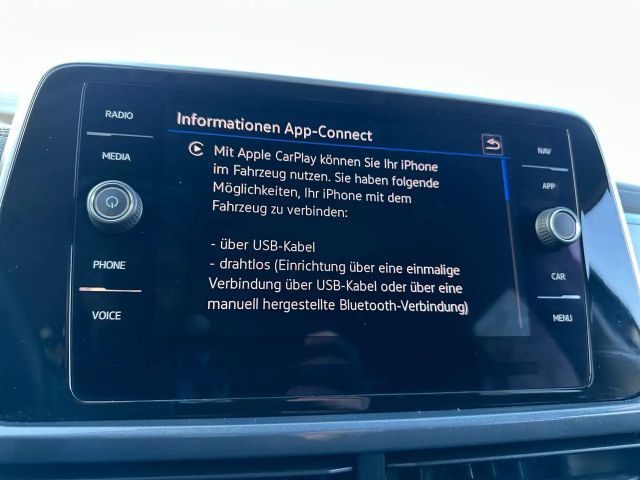 RADIO
MEDIA
PHONE
VOICE
Informationen App-Connect
Mit Apple CarPlay können Sie Ihr iPhone
im Fahrzeug nutzen. Sie haben folgende
Möglichkeiten, Ihr iPhone mit dem
Fahrzeug zu verbinden:
- über USB-Kabel
- drahtlos (Einrichtung über eine einmalige
Verbindung über USB-Kabel oder über eine
manuell hergestellte Bluetooth-Verbindung)
NAV
APP
CAR
MENU